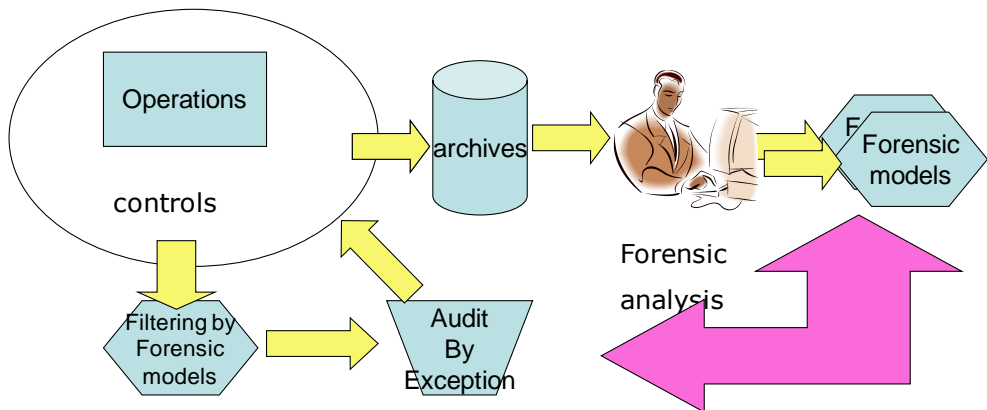 Operations
controls
archives
F
Forensic
models
Forensic
analysis
Filtering by
Forensic
models
Audit
By
Exception